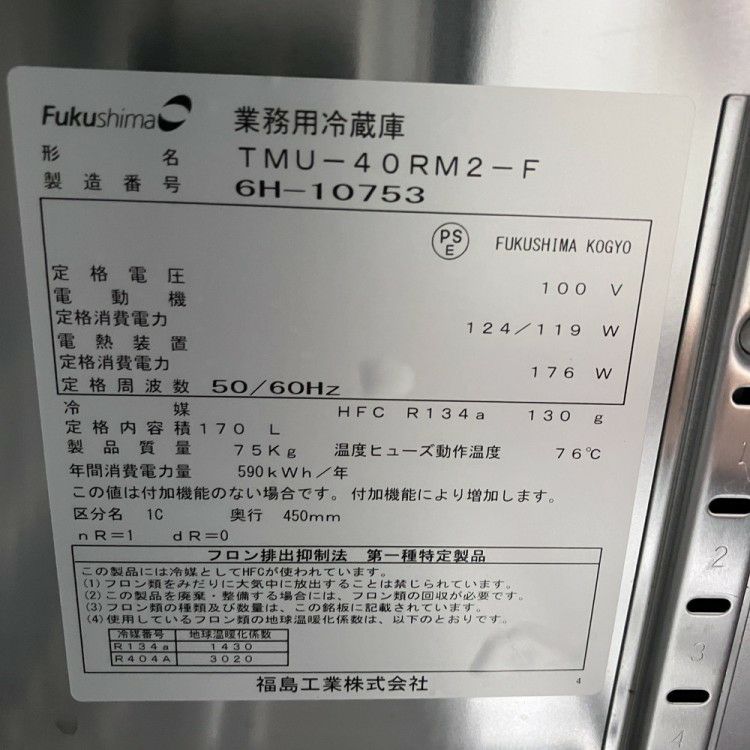 Fukushima 業務用冷蔵庫
形名 TMU-40RM2-F
製造番号 6H-10753
PSE FUKUSHIMA KOGYO
定格電圧 100 V
電動機
定格消費電力 124/119 W
電熱装置
定格消費電力 176 W
定格周波数 50/60Hz
冷媒 HFC R134a 130 g
定格内容積 170 L
製品質量 75Kg 温度ヒューズ動作温度 76℃
年間消費電力量 590kWh/年
この値は付加機能のない場合です。付加機能により増加します。
区分名 1C 奥行 450mm
nR=1 dR=0
フロン排出抑制法 第一種特定製品
この製品には冷媒としてHFCが使われています。
(1)フロン類をみだりに大気中に放出することは禁じられています。
(2)この製品を廃棄・整備する場合には、フロン類の回収が必要です。
(3)フロン類の種類及び数量は、この銘板に記載されています。
(4)使用しているフロン類の地球温暖化係数は、以下のとおりです。
冷媒番号 地球温暖化係数
R134a 1430
R404A 3020
福島工業株式会社 4
1
2
3
4